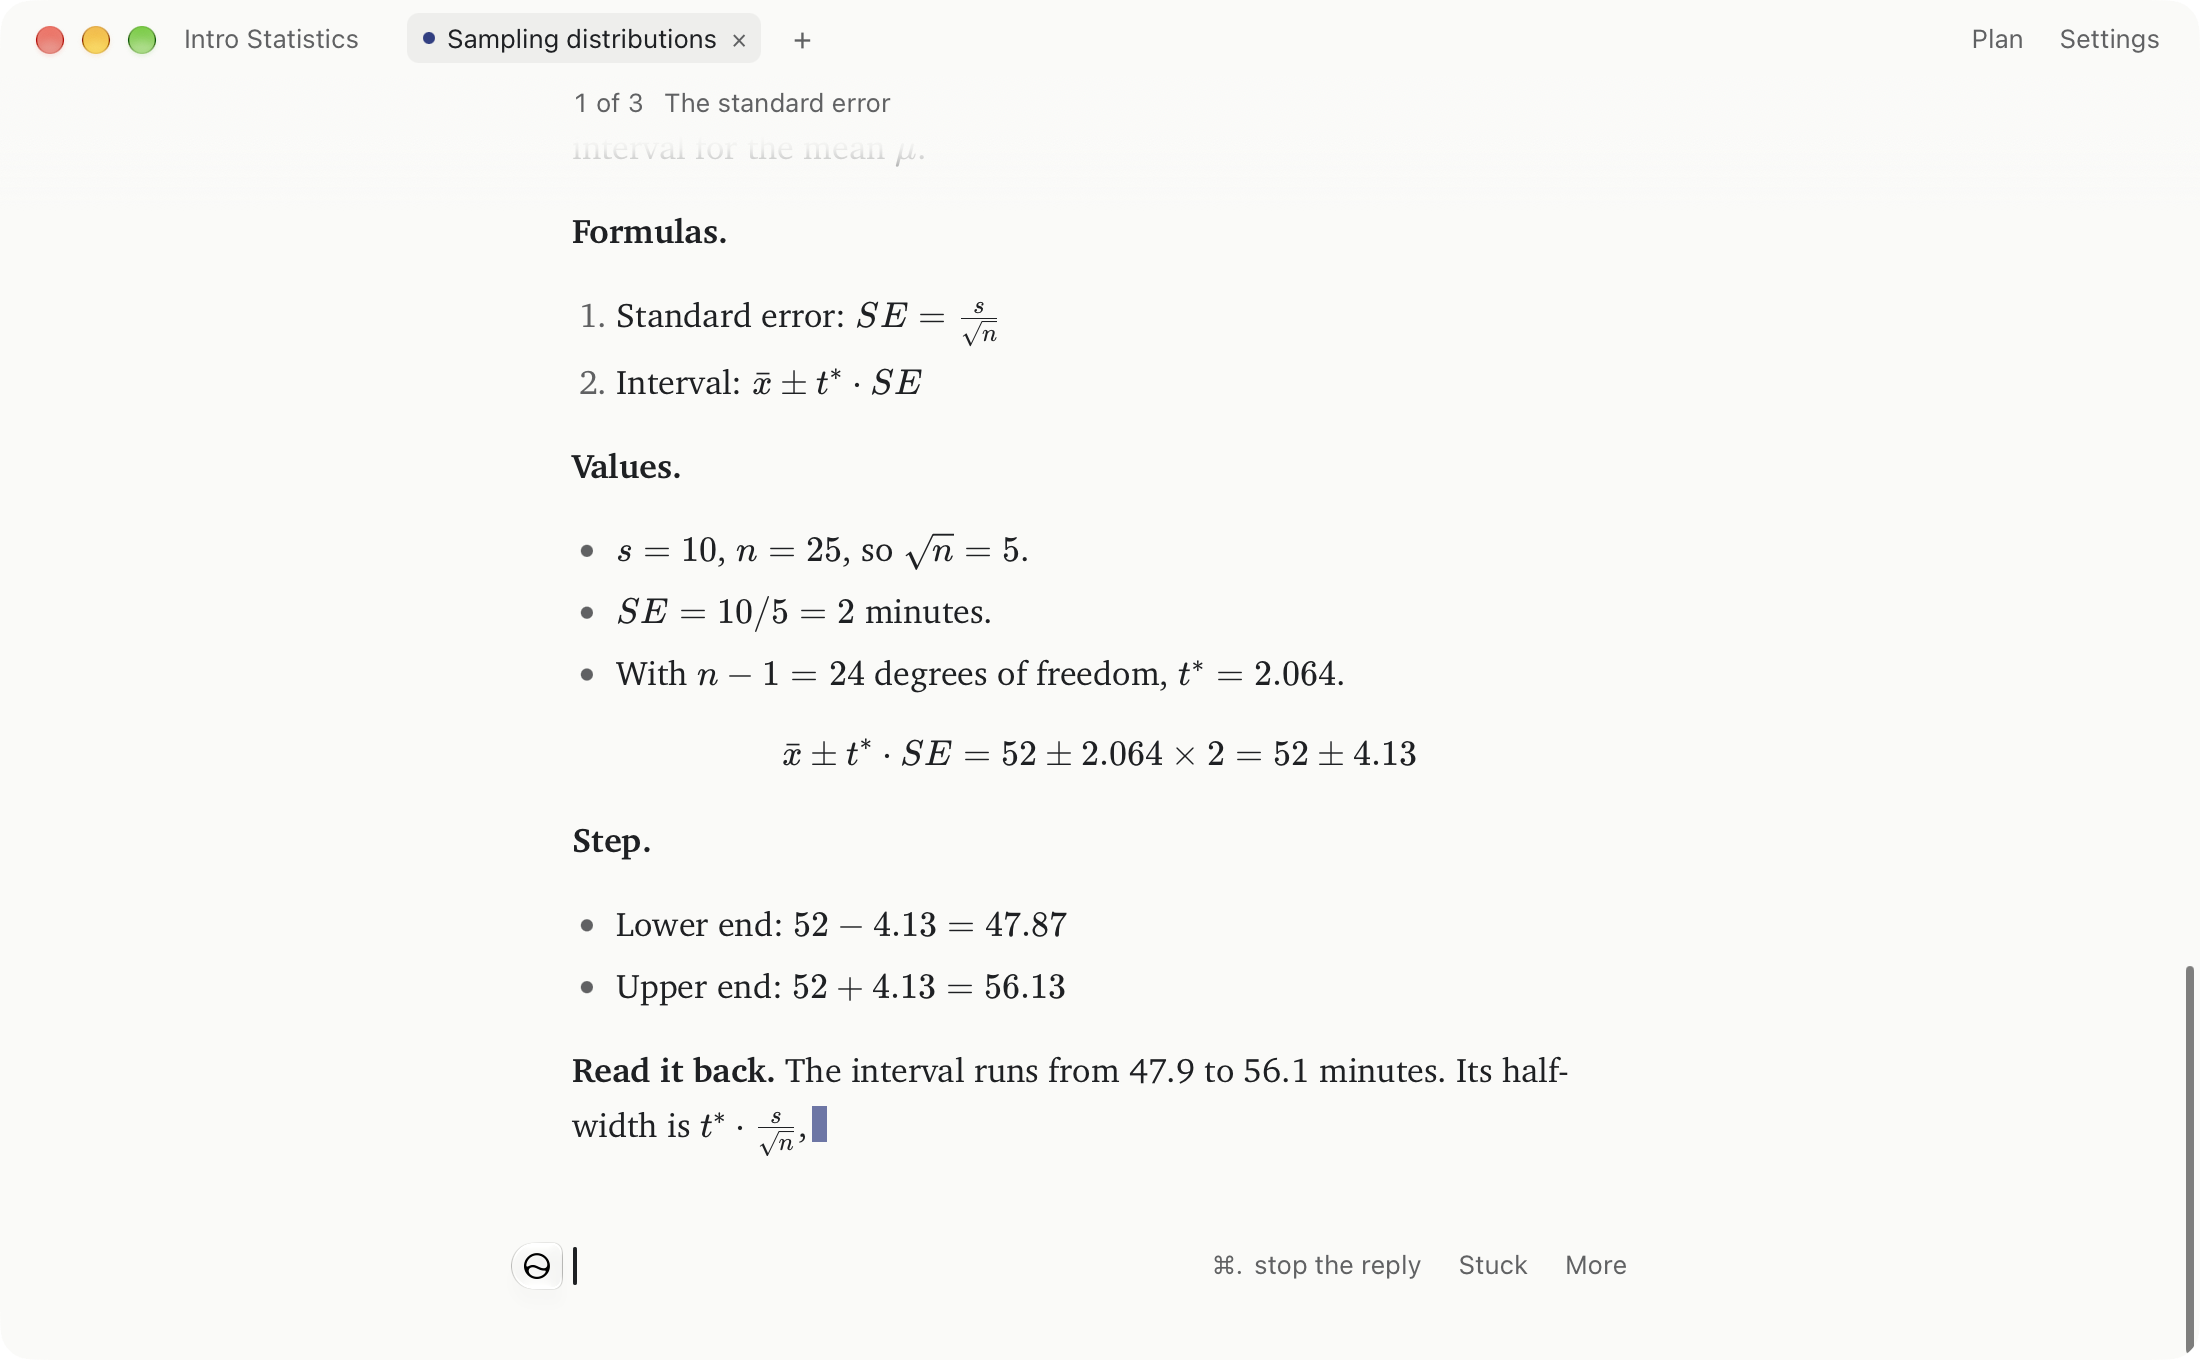 Intro Statistics
Sampling distributions ×
+
Plan Settings
1 of 3 The standard error
interval for the mean μ.
Formulas.
1. Standard error: SE = s/√n
2. Interval: x̄ ± t* · SE
Values.
• s = 10, n = 25, so √n = 5.
• SE = 10/5 = 2 minutes.
• With n − 1 = 24 degrees of freedom, t* = 2.064.
x̄ ± t* · SE = 52 ± 2.064 × 2 = 52 ± 4.13
Step.
• Lower end: 52 − 4.13 = 47.87
• Upper end: 52 + 4.13 = 56.13
Read it back. The interval runs from 47.9 to 56.1 minutes. Its half-
width is t* · s/√n,
⌘. stop the reply Stuck More